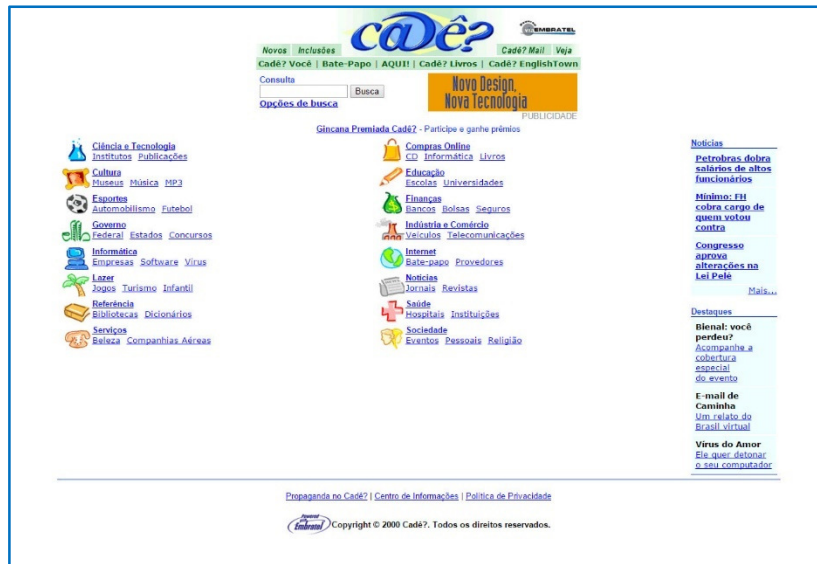 cadê?
EMBRATEL
Novos Inclusões
Cadê? Mail Veja
Cadê? Você | Bate-Papo | AQUI! | Cadê? Livros | Cadê? EnglishTown
Consulta
Busca
Opções de busca
Novo Design,
Nova Tecnologia
PUBLICIDADE
Gincana Premiada Cadê? - Participe e ganhe prêmios
Ciência e Tecnologia
Institutos Publicações
Cultura
Museus Música MP3
Esportes
Automobilismo Futebol
Governo
Federal Estados Concursos
Informática
Empresas Software Virus
Lazer
Jogos Turismo Infantil
Referência
Bibliotecas Dicionários
Serviços
Beleza Companhias Aéreas
Compras Online
CD Informática Livros
Educação
Escolas Universidades
Finanças
Bancos Bolsas Seguros
Indústria e Comércio
Veículos Telecomunicações
Internet
Bate-papo Provedores
Notícias
Jornais Revistas
Saúde
Hospitais Instituições
Sociedade
Eventos Pessoais Religião
Notícias
Petrobras dobra
salários de altos
funcionários
Mínimo: FH
cobra cargo de
quem votou
contra
Congresso
aprova
alterações na
Lei Pelé
Mais...
Destaques
Bienal: você
perdeu?
Acompanhe a
cobertura
especial
do evento
E-mail de
Caminha
Um relato do
Brasil virtual
Vírus do Amor
Ele quer detonar
o seu computador
Propaganda no Cadê? | Centro de Informações | Política de Privacidade
Powered
Embratel
Copyright © 2000 Cadê?. Todos os direitos reservados.